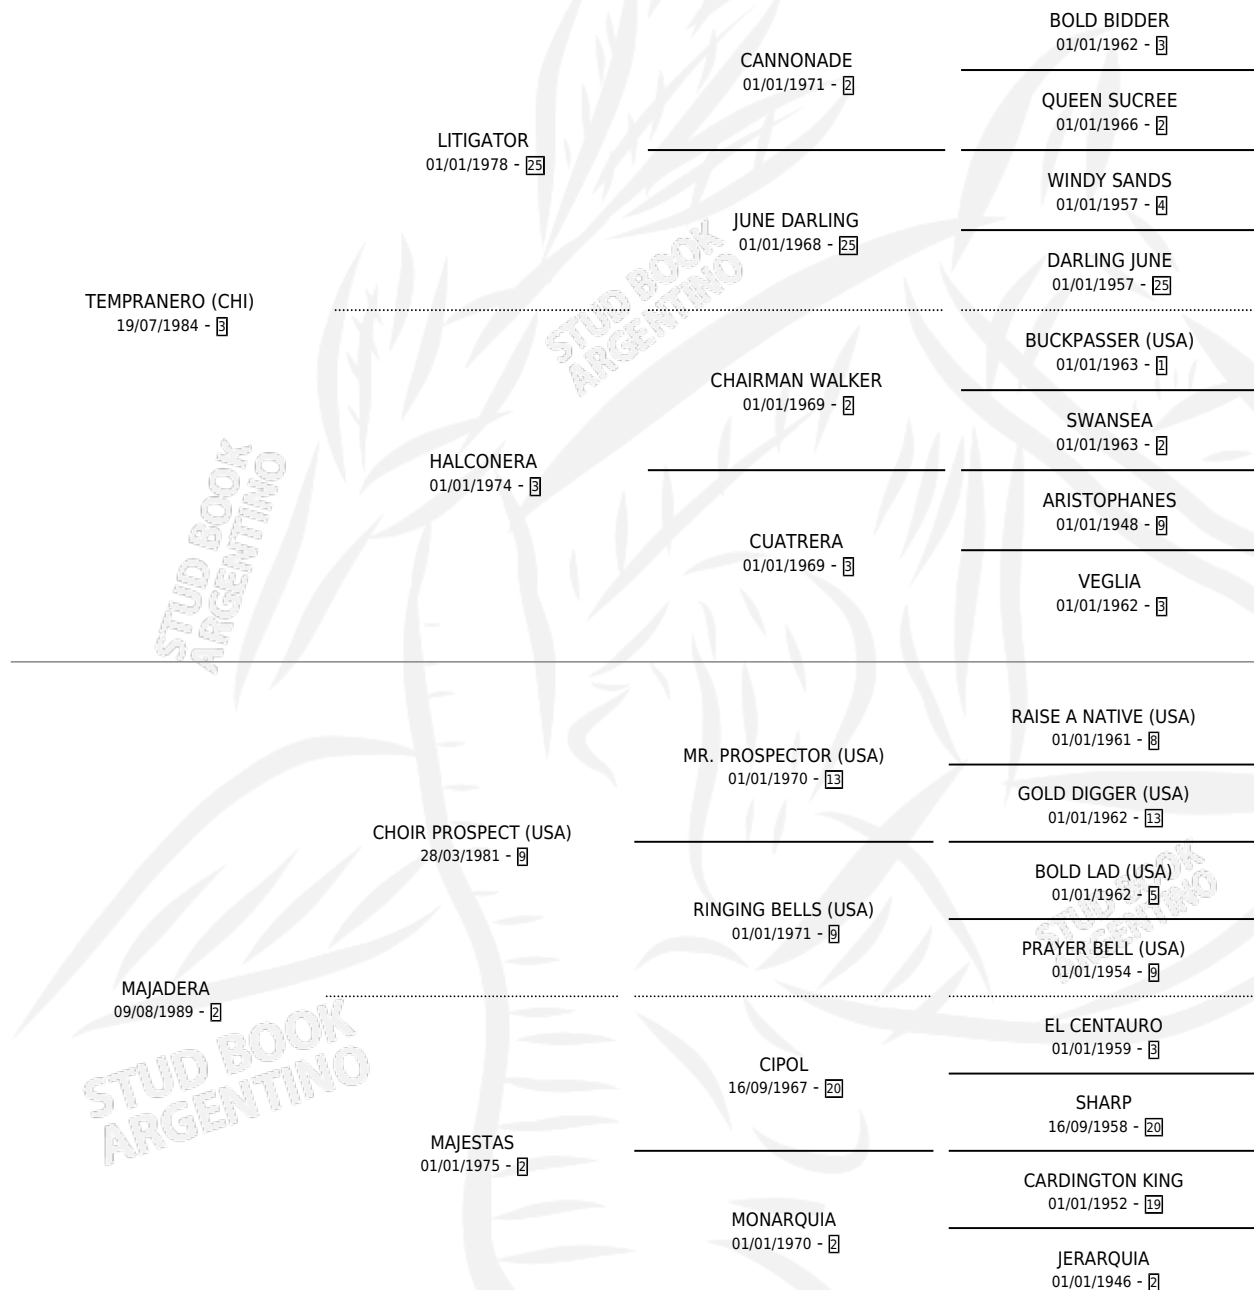 BOLD BIDDER
01/01/1962 - 3
CANNONADE
01/01/1971 - 2
QUEEN SUCREE
01/01/1966 - 2
LITIGATOR
01/01/1978 - 25
WINDY SANDS
01/01/1957 - 4
JUNE DARLING
01/01/1968 - 25
DARLING JUNE
01/01/1957 - 25
TEMPRANERO (CHI)
19/07/1984 - 3
BUCKPASSER (USA)
01/01/1963 - 1
CHAIRMAN WALKER
01/01/1969 - 2
SWANSEA
01/01/1963 - 2
HALCONERA
01/01/1974 - 3
ARISTOPHANES
01/01/1948 - 9
CUATRERA
01/01/1969 - 3
VEGLIA
01/01/1962 - 3
STUD BOOK
ARGENTINO
STUD BOOK
ARGENTINO
RAISE A NATIVE (USA)
01/01/1961 - 8
MR. PROSPECTOR (USA)
01/01/1970 - 13
GOLD DIGGER (USA)
01/01/1962 - 13
CHOIR PROSPECT (USA)
28/03/1981 - 9
BOLD LAD (USA)
01/01/1962 - 5
RINGING BELLS (USA)
01/01/1971 - 9
PRAYER BELL (USA)
01/01/1954 - 9
MAJADERA
09/08/1989 - 2
EL CENTAURO
01/01/1959 - 3
CIPOL
16/09/1967 - 20
SHARP
16/09/1958 - 20
MAJESTAS
01/01/1975 - 2
CARDINGTON KING
01/01/1952 - 19
MONARQUIA
01/01/1970 - 2
JERARQUIA
01/01/1946 - 2
STUD BOOK
ARGENTINO
STUD BOOK
ARGENTINO